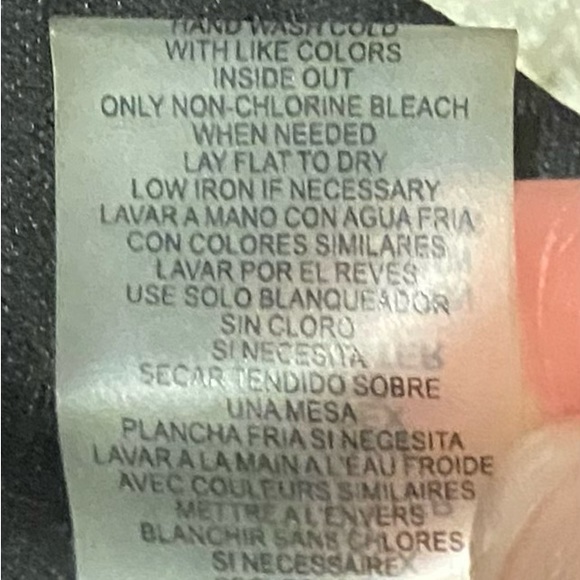 HAND WASH COLD
WITH LIKE COLORS
INSIDE OUT
ONLY NON-CHLORINE BLEACH
WHEN NEEDED
LAY FLAT TO DRY
LOW IRON IF NECESSARY
LAVAR A MANO CON AGUA FRIA
CON COLORES SIMILARES
LAVAR POR EL REVES
USE SOLO BLANQUEADOR
SIN CLORO
SI NECESITA
SECAR TENDIDO SOBRE
UNA MESA
PLANCHA FRIA SI NECESITA
LAVAR A LA MAIN A L'EAU FROIDE
AVEC COULEURS SIMILAIRES
METTRE A L'ENVERS
BLANCHIR SANS CHLORES
SI NECESSAIRE